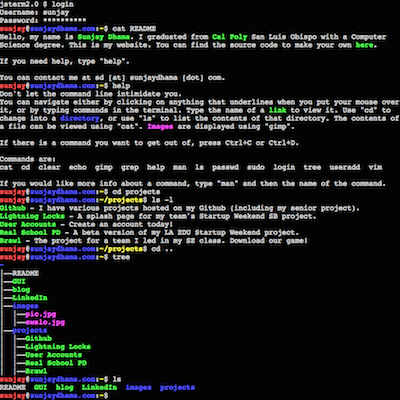 jsterm2.0 $ login
Username: sunjay
Password: **********
sunjay@sunjaydhama.com:~$ cat README
Hello, my name is Sunjay Dhama. I graduated from Cal Poly San Luis Obispo with a Computer
Science degree. This is my website. You can find the source code to make your own here.
If you need help, type "help".
You can contact me at sd [at] sunjaydhama [dot] com.
sunjay@sunjaydhama.com:~$ help
Don't let the command line intimidate you.
You can navigate either by clicking on anything that underlines when you put your mouse over
it, or by typing commands in the terminal. Type the name of a link to view it. Use "cd" to
change into a directory, or use "ls" to list the contents of that directory. The contents of
a file can be viewed using "cat". Images are displayed using "gimp".
If there is a command you want to get out of, press Ctrl+C or Ctrl+D.
Commands are:
cat cd clear echo gimp grep help man ls passwd sudo login tree useradd vim
If you would like more info about a command, type "man" and then the name of the command.
sunjay@sunjaydhama.com:~$ cd projects
sunjay@sunjaydhama.com:~/projects$ ls -l
Github - I have various projects hosted on my Github (including my senior project).
Lightning Locks - A splash page for my team's Startup Weekend SB project.
User Accounts - Create an account today!
Real School PD - A beta version of my LA EDU Startup Weekend project.
Brawl - The project for a team I led in my SE class. Download our game!
sunjay@sunjaydhama.com:~/projects$ cd ..
sunjay@sunjaydhama.com:~$ tree
~
|—README
|—GUI
|—blog
|—LinkedIn
|—images
| |—pic.jpg
| |—swelo.jpg
|—projects
| |—Github
| |—Lightning Locks
| |—User Accounts
| |—Real School PD
| |—Brawl
sunjay@sunjaydhama.com:~$ ls
README GUI blog LinkedIn images projects
sunjay@sunjaydhama.com:~$